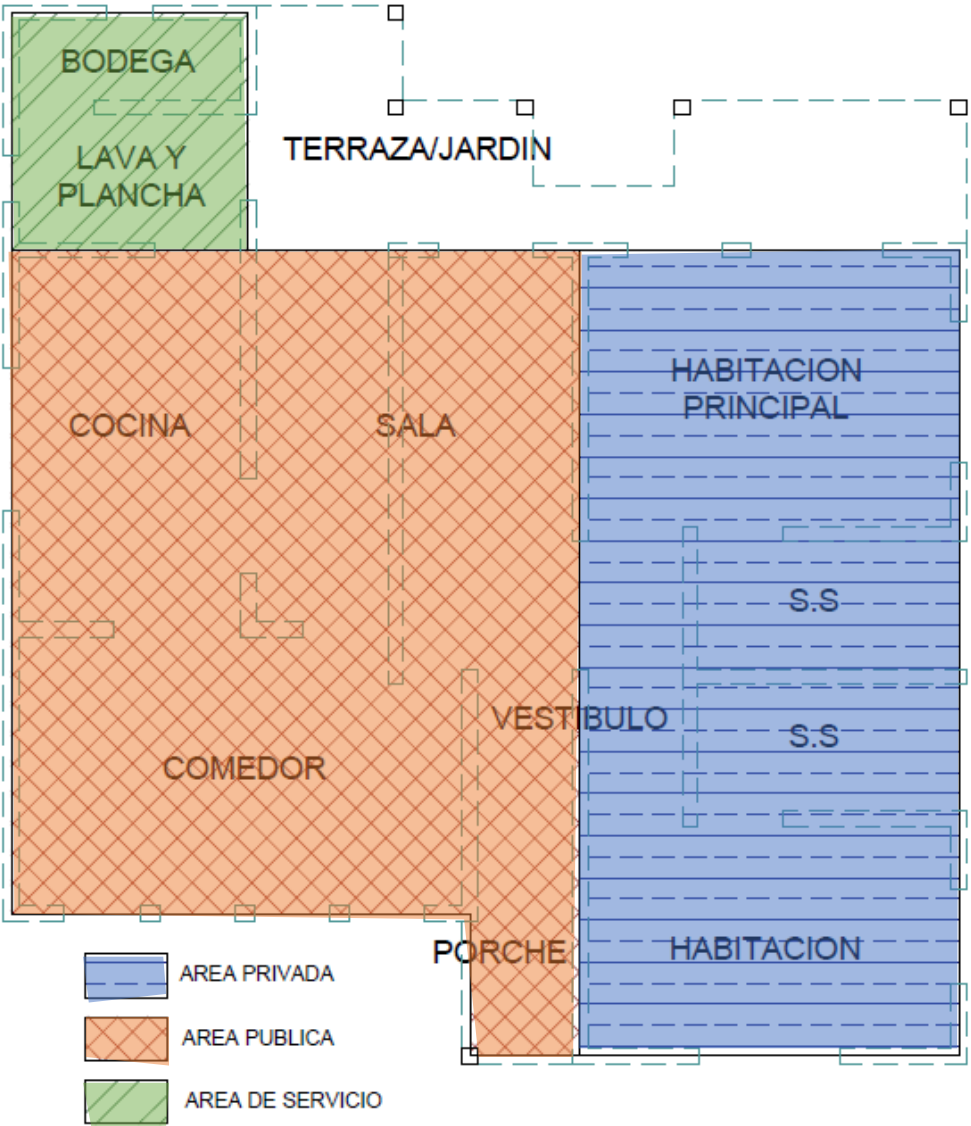 BODEGA
LAVA Y
PLANCHA
TERRAZA/JARDIN
COCINA
SALA
HABITACION
PRINCIPAL
S.S
VESTIBULO
S.S
COMEDOR
PORCHE
HABITACION
AREA PRIVADA
AREA PUBLICA
AREA DE SERVICIO